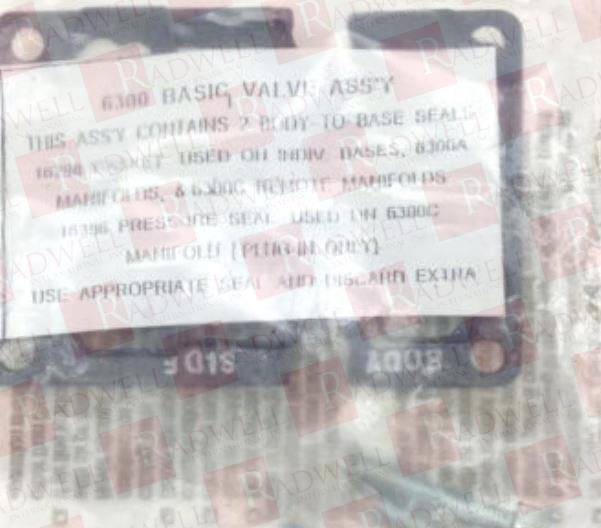 6300 BASIC VALVE ASS'Y
THIS ASS'Y CONTAINS 2 BODY-TO-BASE SEALS
GASKET USED ON INDIV. BASES, 6300A
MANIFOLDS, & 6300C REMOTE MANIFOLDS
16396 PRESSURE SEAL USED ON 6300C
MANIFOLD (PLUG-IN ONLY)
USE APPROPRIATE SEAL AND DISCARD EXTRA
BODY SIDE
RADWELL